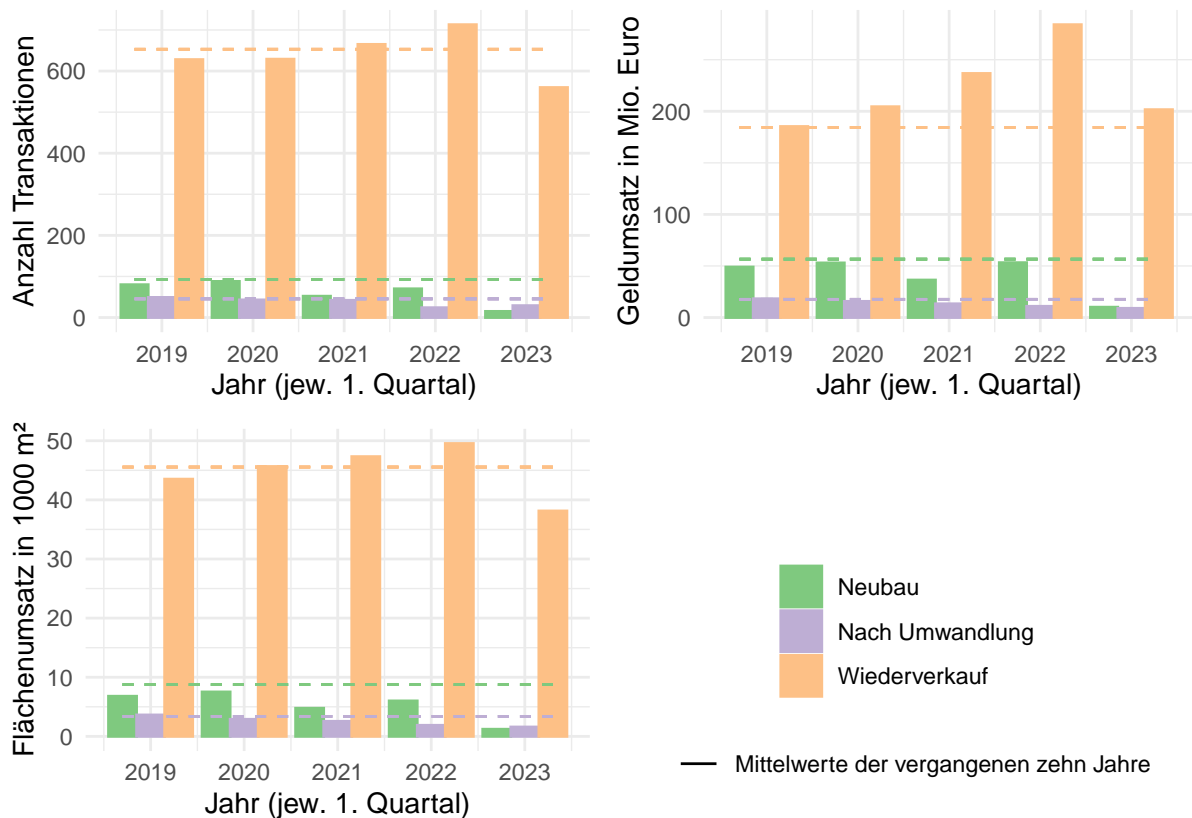 Anzahl Transaktionen
600
400
200
0
2019 2020 2021 2022 2023
Jahr (jew. 1. Quartal)
Geldumsatz in Mio. Euro
200
100
0
2019 2020 2021 2022 2023
Jahr (jew. 1. Quartal)
Flächenumsatz in 1000 m²
50
40
30
20
10
0
2019 2020 2021 2022 2023
Jahr (jew. 1. Quartal)
Neubau
Nach Umwandlung
Wiederverkauf
Mittelwerte der vergangenen zehn Jahre